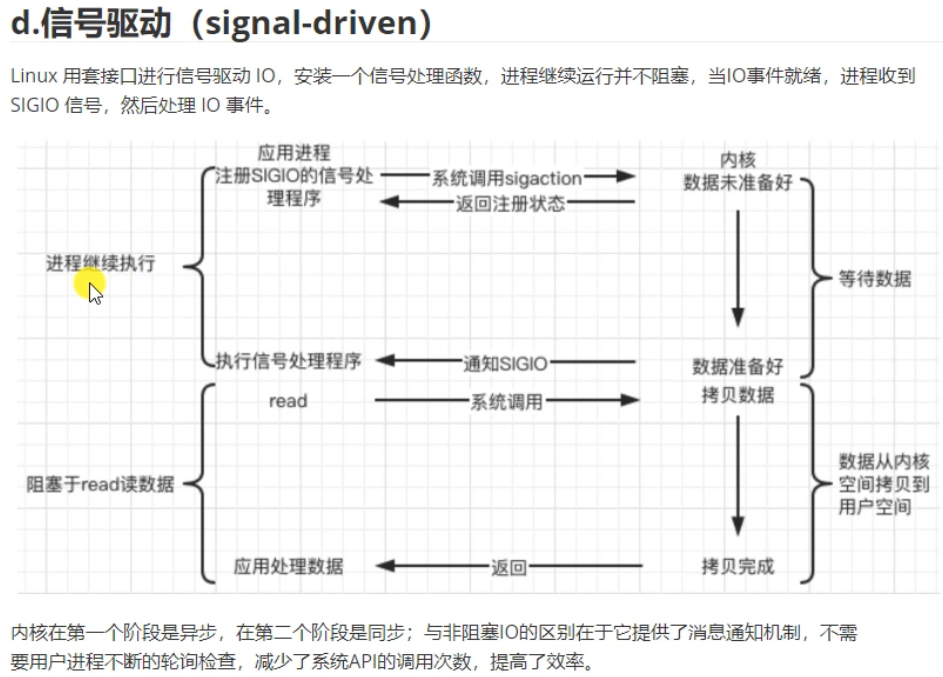 d.信号驱动（signal-driven）
Linux 用套接口进行信号驱动 IO，安装一个信号处理函数，进程继续运行并不阻塞，当IO事件就绪，进程收到
SIGIO 信号，然后处理 IO 事件。
应用进程
内核
注册SIGIO的信号处
理程序
系统调用sigaction
返回注册状态
数据未准备好
进程继续执行
等待数据
执行信号处理程序
通知SIGIO
数据准备好
read
系统调用
拷贝数据
阻塞于read读数据
数据从内核
空间拷贝到
用户空间
应用处理数据
返回
拷贝完成
内核在第一个阶段是异步，在第二个阶段是同步；与非阻塞IO的区别在于它提供了消息通知机制，不需
要用户进程不断的轮询检查，减少了系统API的调用次数，提高了效率。